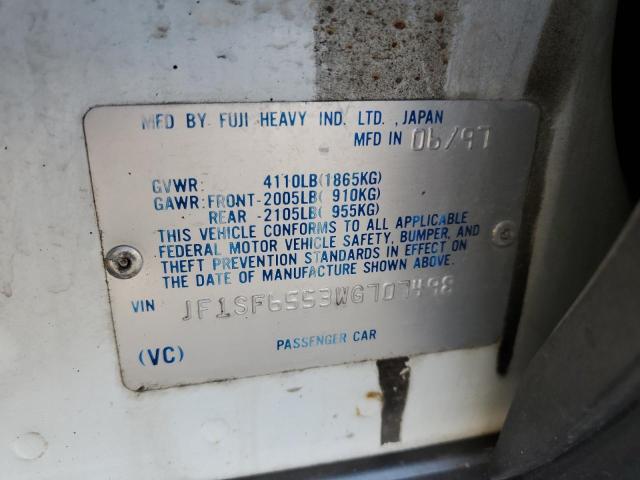 MFD BY FUJI HEAVY IND. LTD. , JAPAN
MFD IN 06/97
GVWR: 4110LB(1865KG)
GAWR: FRONT-2005LB( 910KG)
REAR -2105LB( 955KG)
THIS VEHICLE CONFORMS TO ALL APPLICABLE
FEDERAL MOTOR VEHICLE SAFETY, BUMPER, AND
THEFT PREVENTION STANDARDS IN EFFECT ON
THE DATE OF MANUFACTURE SHOWN ABOVE.
VIN JF1SF6553WG707498
(VC) PASSENGER CAR